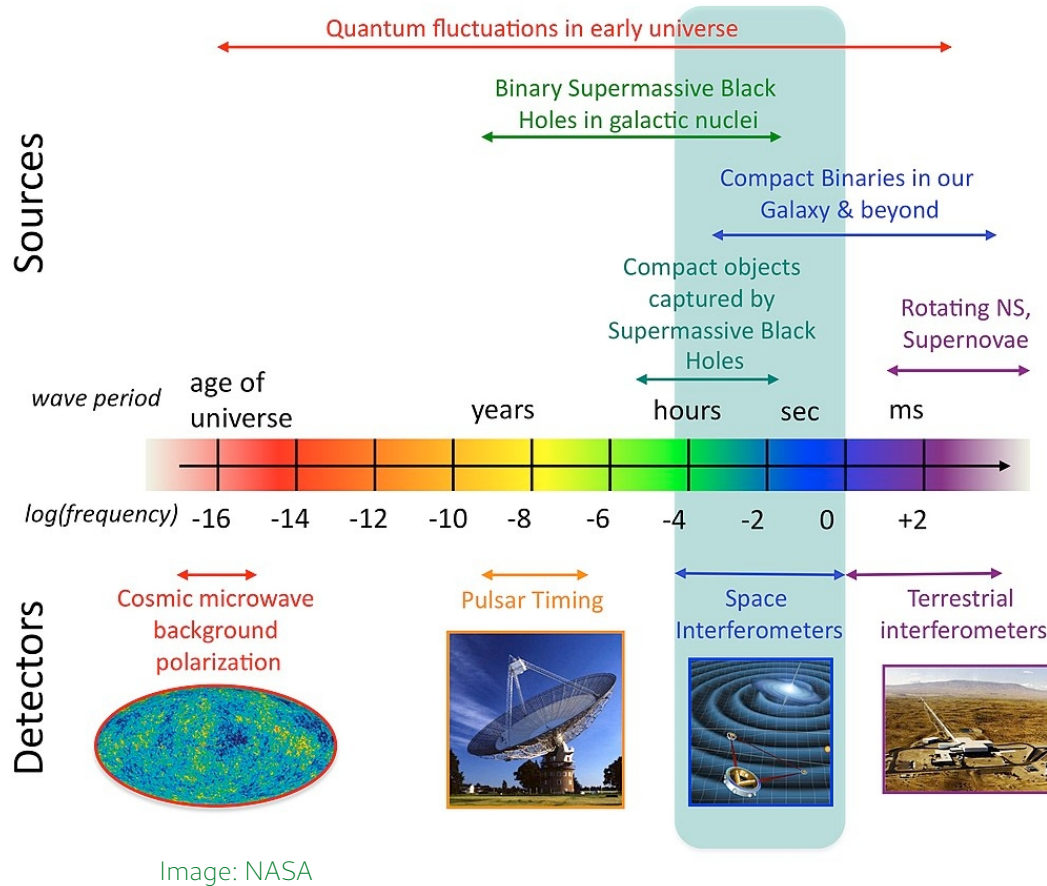 Quantum fluctuations in early universe
Binary Supermassive Black
Holes in galactic nuclei
Compact Binaries in our
Galaxy & beyond
Compact objects
captured by
Supermassive Black
Holes
Rotating NS,
Supernovae
Sources
wave period
age of
universe
years
hours
sec
ms
log(frequency)
-16 -14 -12 -10 -8 -6 -4 -2 0 +2
Detectors
Cosmic microwave
background
polarization
Pulsar Timing
Space
Interferometers
Terrestrial
interferometers
Image: NASA